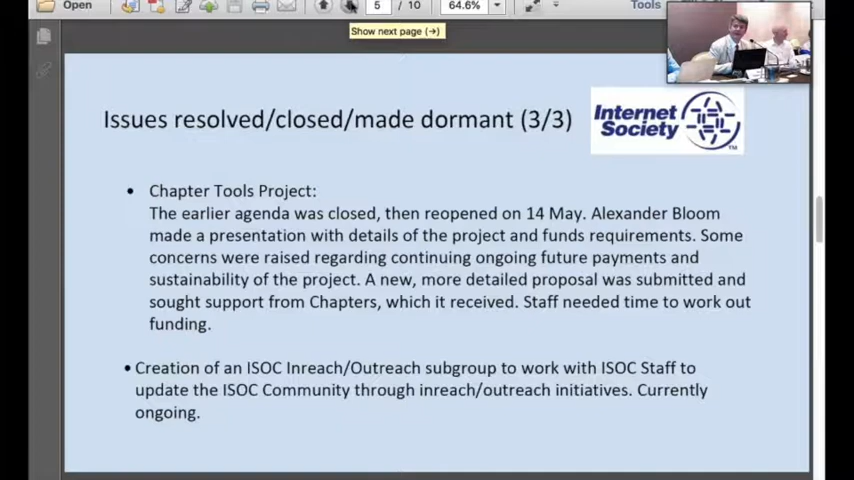 Open
5 / 10
64.6%
Tools
Show next page (→)
Issues resolved/closed/made dormant (3/3)
Internet
Society
TM
• Chapter Tools Project:
The earlier agenda was closed, then reopened on 14 May. Alexander Bloom
made a presentation with details of the project and funds requirements. Some
concerns were raised regarding continuing ongoing future payments and
sustainability of the project. A new, more detailed proposal was submitted and
sought support from Chapters, which it received. Staff needed time to work out
funding.
• Creation of an ISOC Inreach/Outreach subgroup to work with ISOC Staff to
update the ISOC Community through inreach/outreach initiatives. Currently
ongoing.